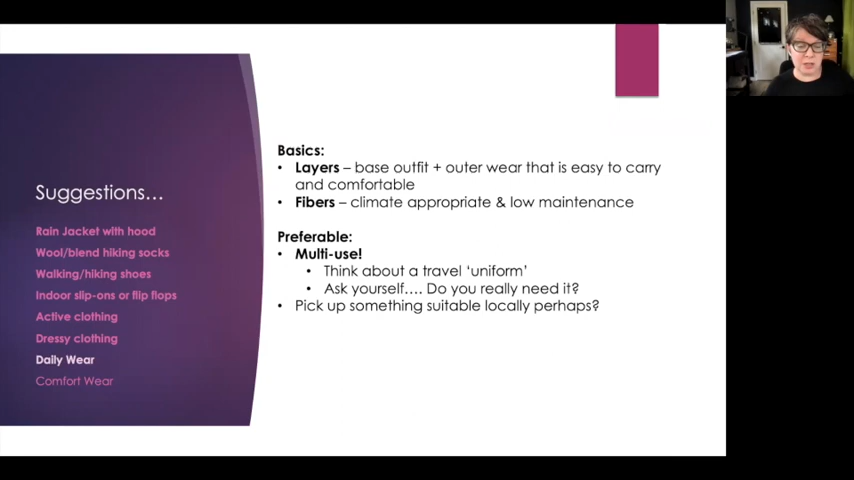 Suggestions...
Rain Jacket with hood
Wool/blend hiking socks
Walking/hiking shoes
Indoor slip-ons or flip flops
Active clothing
Dressy clothing
Daily Wear
Comfort Wear
Basics:
• Layers – base outfit + outer wear that is easy to carry
and comfortable
• Fibers – climate appropriate & low maintenance
Preferable:
• Multi-use!
• Think about a travel ‘uniform’
• Ask yourself.... Do you really need it?
• Pick up something suitable locally perhaps?